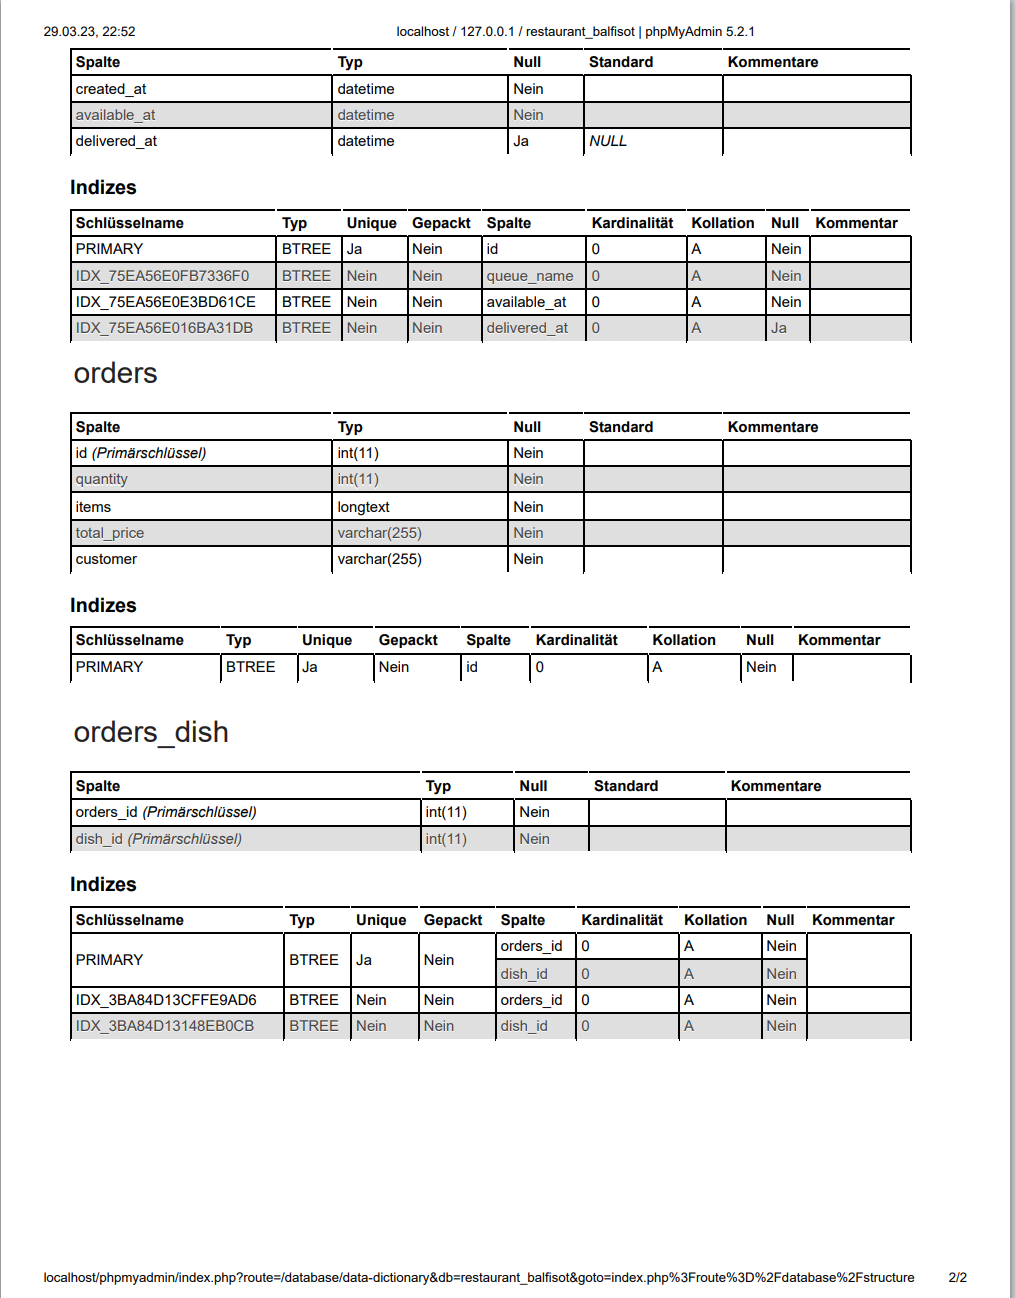 29.03.23, 22:52 localhost / 127.0.0.1 / restaurant_balfisot | phpMyAdmin 5.2.1
Spalte Typ Null Standard Kommentare
created_at datetime Nein
available_at datetime Nein
delivered_at datetime Ja NULL
Indizes
Schlüsselname Typ Unique Gepackt Spalte Kardinalität Kollation Null Kommentar
PRIMARY BTREE Ja Nein id 0 A Nein
IDX_75EA56E0FB7336F0 BTREE Nein Nein queue_name 0 A Nein
IDX_75EA56E0E3BD61CE BTREE Nein Nein available_at 0 A Nein
IDX_75EA56E016BA31DB BTREE Nein Nein delivered_at 0 A Ja
orders
Spalte Typ Null Standard Kommentare
id (Primärschlüssel) int(11) Nein
quantity int(11) Nein
items longtext Nein
total_price varchar(255) Nein
customer varchar(255) Nein
Indizes
Schlüsselname Typ Unique Gepackt Spalte Kardinalität Kollation Null Kommentar
PRIMARY BTREE Ja Nein id 0 A Nein
orders_dish
Spalte Typ Null Standard Kommentare
orders_id (Primärschlüssel) int(11) Nein
dish_id (Primärschlüssel) int(11) Nein
Indizes
Schlüsselname Typ Unique Gepackt Spalte Kardinalität Kollation Null Kommentar
PRIMARY BTREE Ja Nein orders_id 0 A Nein
dish_id 0 A Nein
IDX_3BA84D13CFFE9AD6 BTREE Nein Nein orders_id 0 A Nein
IDX_3BA84D13148EB0CB BTREE Nein Nein dish_id 0 A Nein
localhost/phpmyadmin/index.php?route=/database/data-dictionary&db=restaurant_balfisot&goto=index.php%3Froute%3D%2Fdatabase%2Fstructure 2/2